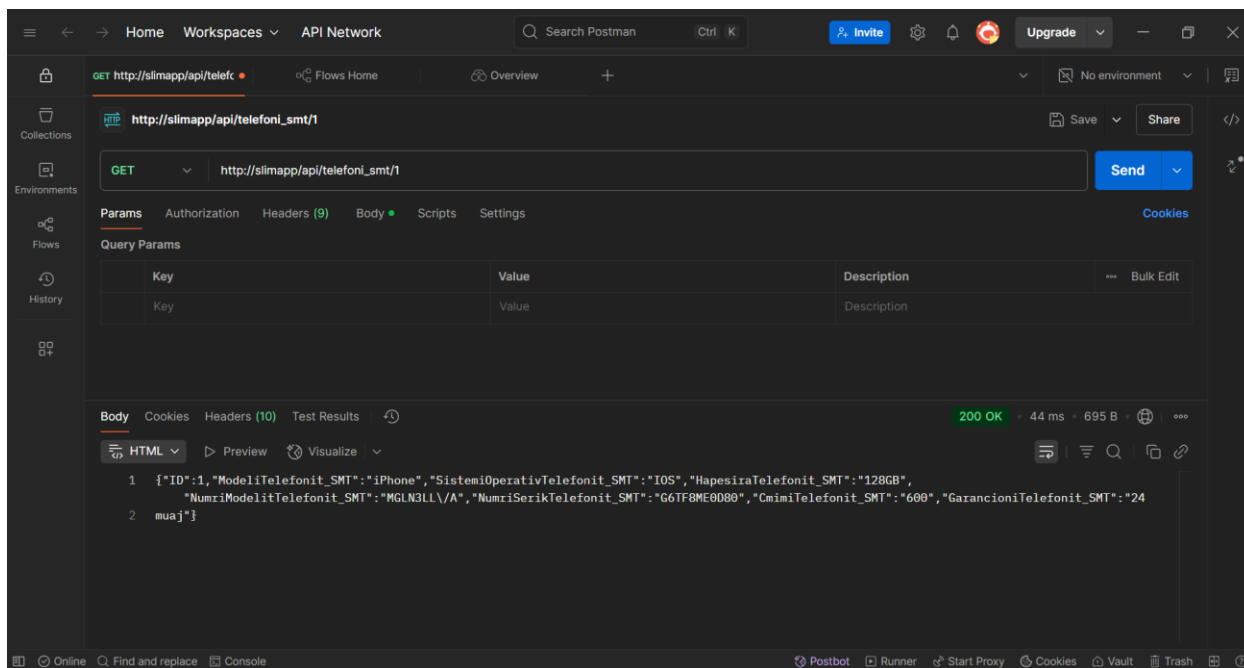 Home Workspaces API Network Search Postman Ctrl K Invite Upgrade
GET http://slimapp/api/telefc Flows Home Overview No environment
HTTP http://slimapp/api/telefoni_smt/1 Save Share
Collections
GET http://slimapp/api/telefoni_smt/1 Send
Environments
Params Authorization Headers (9) Body Scripts Settings Cookies
Flows
Query Params
Key Value Description Bulk Edit
History
Key Value Description
Body Cookies Headers (10) Test Results 200 OK 44 ms 695 B
HTML Preview Visualize
1 {"ID":1,"ModeliTelefonit_SMT":"iPhone","SistemiOperativTelefonit_SMT":"IOS","HapesiraTelefonit_SMT":"128GB",
"NumriModelitTelefonit_SMT":"MGLN3LL\/A","NumriSerikTelefonit_SMT":"G6TF8ME0D80","CmimiTelefonit_SMT":"600","GarancioniTelefonit_SMT":"24
2 muaj"}
Online Find and replace Console Postbot Runner Start Proxy Cookies Vault Trash